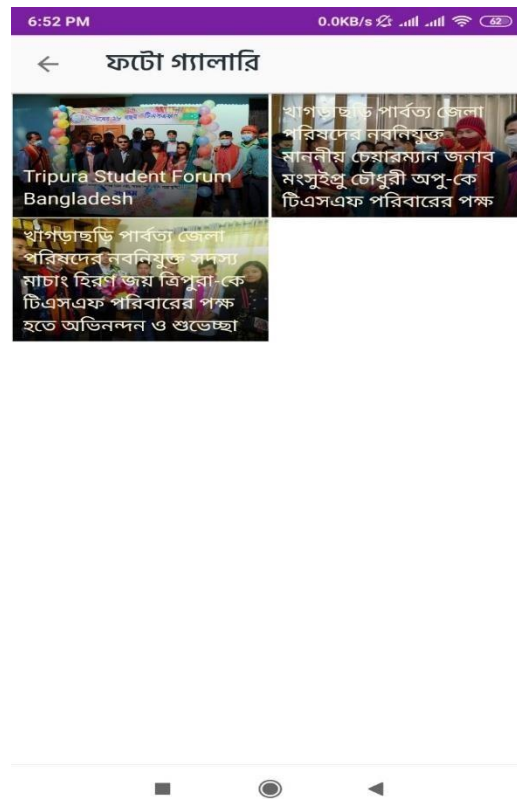 6:52 PM
0.0KB/s
62
ফটো গ্যালারি
Tripura Student Forum
Bangladesh
খাগড়াছড়ি পার্বত্য জেলা
পরিষদের নবনিযুক্ত
মাননীয় চেয়ারম্যান জনাব
মংসুইপ্রু চৌধুরী অপু-কে
টিএসএফ পরিবারের পক্ষ
খাগড়াছড়ি পার্বত্য জেলা
পরিষদের নবনিযুক্ত সদস্য
মাচাং হিরণ জয় ত্রিপুরা-কে
টিএসএফ পরিবারের পক্ষ
হতে অভিনন্দন ও শুভেচ্ছা